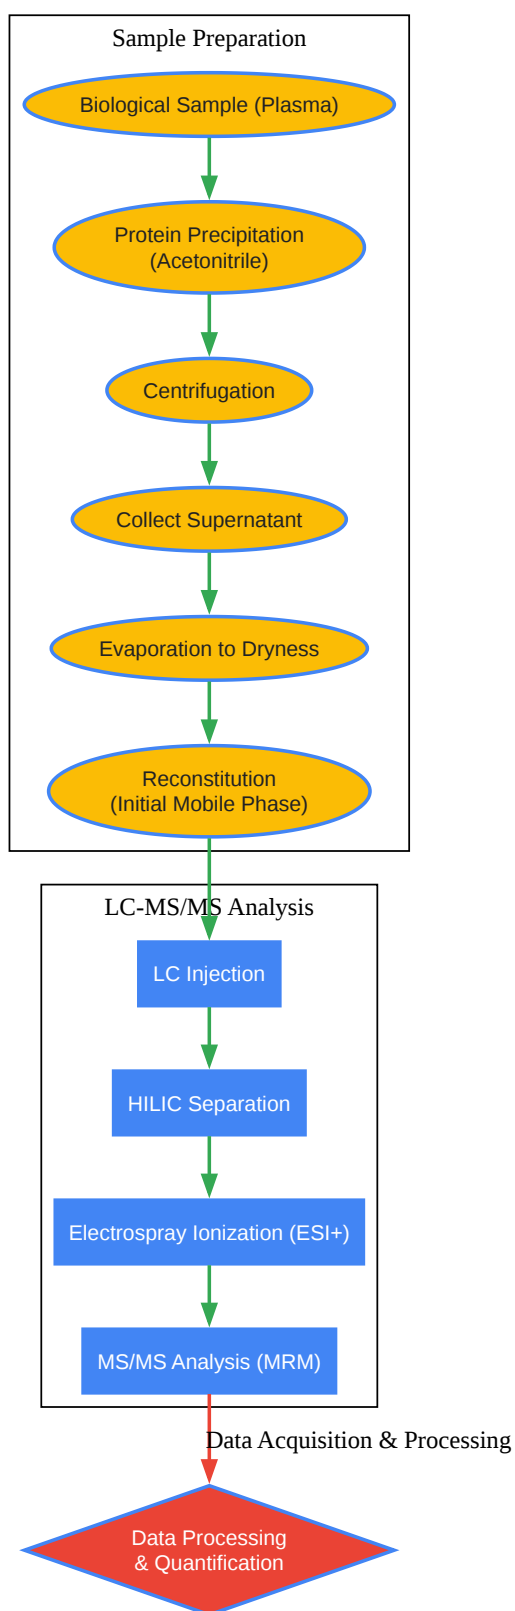 Sample Preparation
Biological Sample (Plasma)
Protein Precipitation
(Acetonitrile)
Centrifugation
Collect Supernatant
Evaporation to Dryness
Reconstitution
(Initial Mobile Phase)
LC-MS/MS Analysis
LC Injection
HILIC Separation
Electrospray Ionization (ESI+)
MS/MS Analysis (MRM)
Data Acquisition & Processing
Data Processing
& Quantification